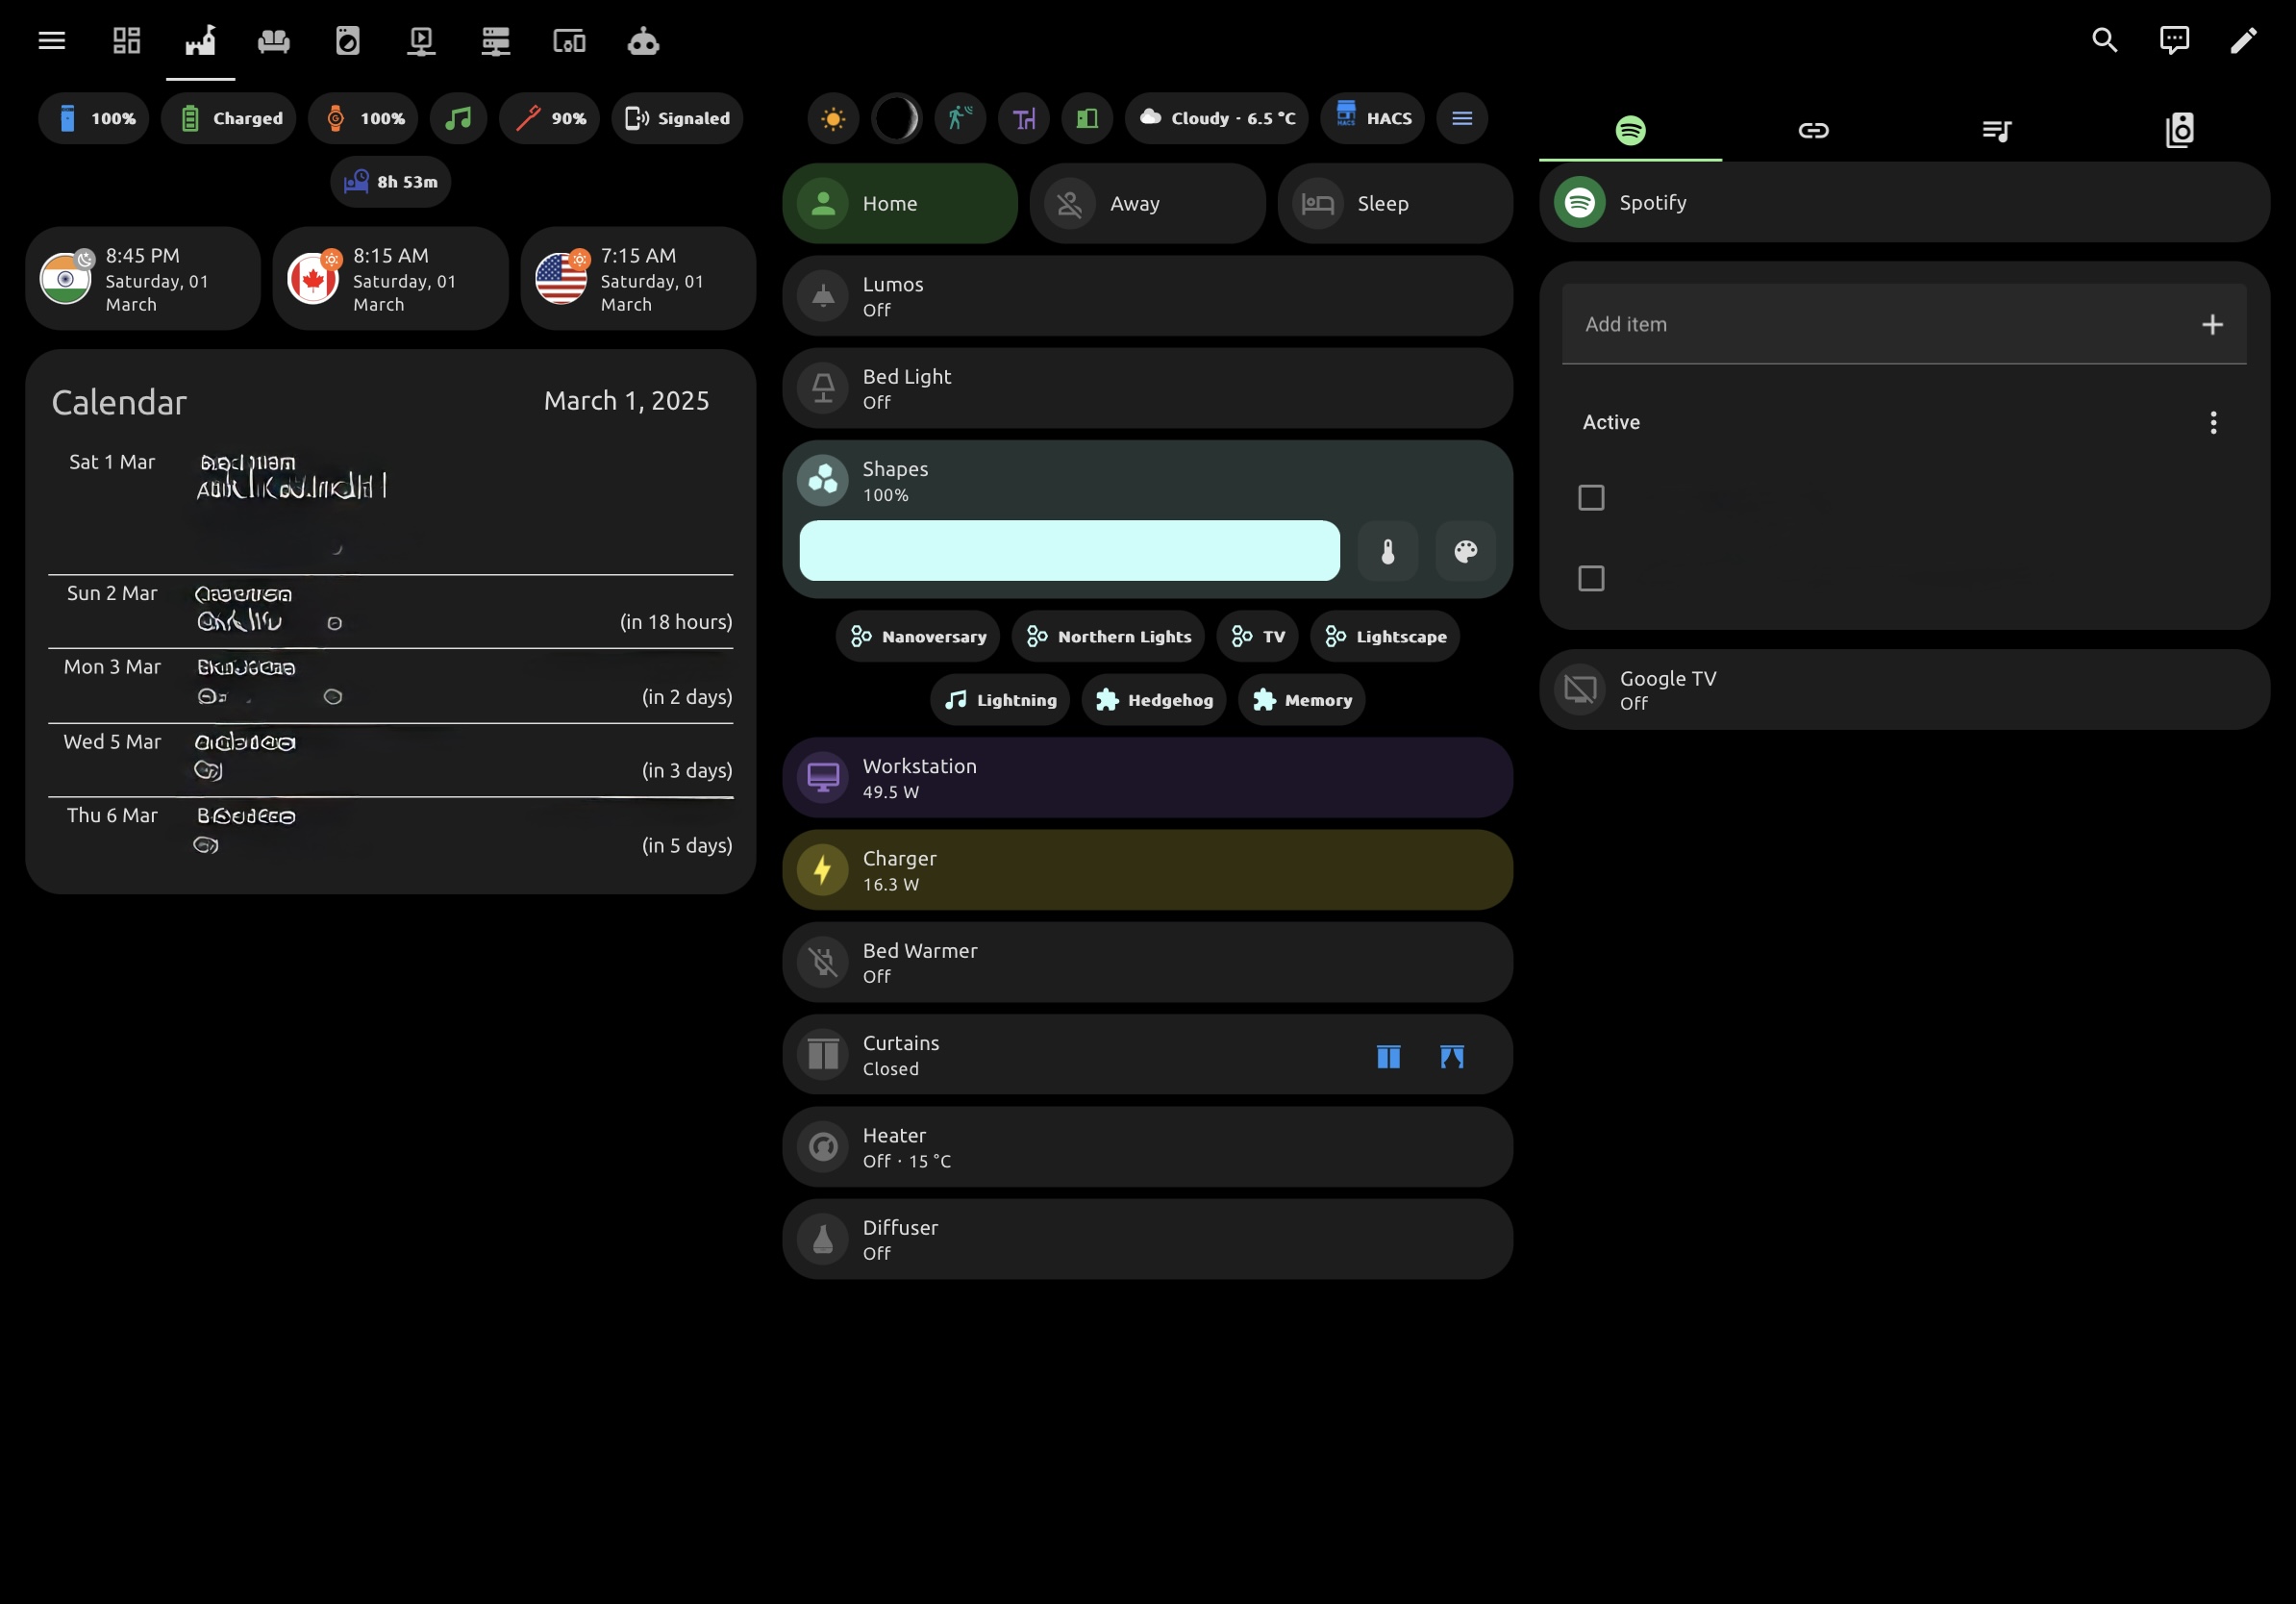 100%
Charged
100%
90%
Signaled
8h 53m
8:45 PM
Saturday, 01
March
8:15 AM
Saturday, 01
March
7:15 AM
Saturday, 01
March
Calendar
March 1, 2025
Sat 1 Mar
Sun 2 Mar
(in 18 hours)
Mon 3 Mar
(in 2 days)
Wed 5 Mar
(in 3 days)
Thu 6 Mar
(in 5 days)
Cloudy · 6.5 °C
HACS
HACS
Home
Away
Sleep
Lumos
Off
Bed Light
Off
Shapes
100%
Nanoversary
Northern Lights
TV
Lightscape
Lightning
Hedgehog
Memory
Workstation
49.5 W
Charger
16.3 W
Bed Warmer
Off
Curtains
Closed
Heater
Off · 15 °C
Diffuser
Off
Spotify
Add item
Active
Google TV
Off